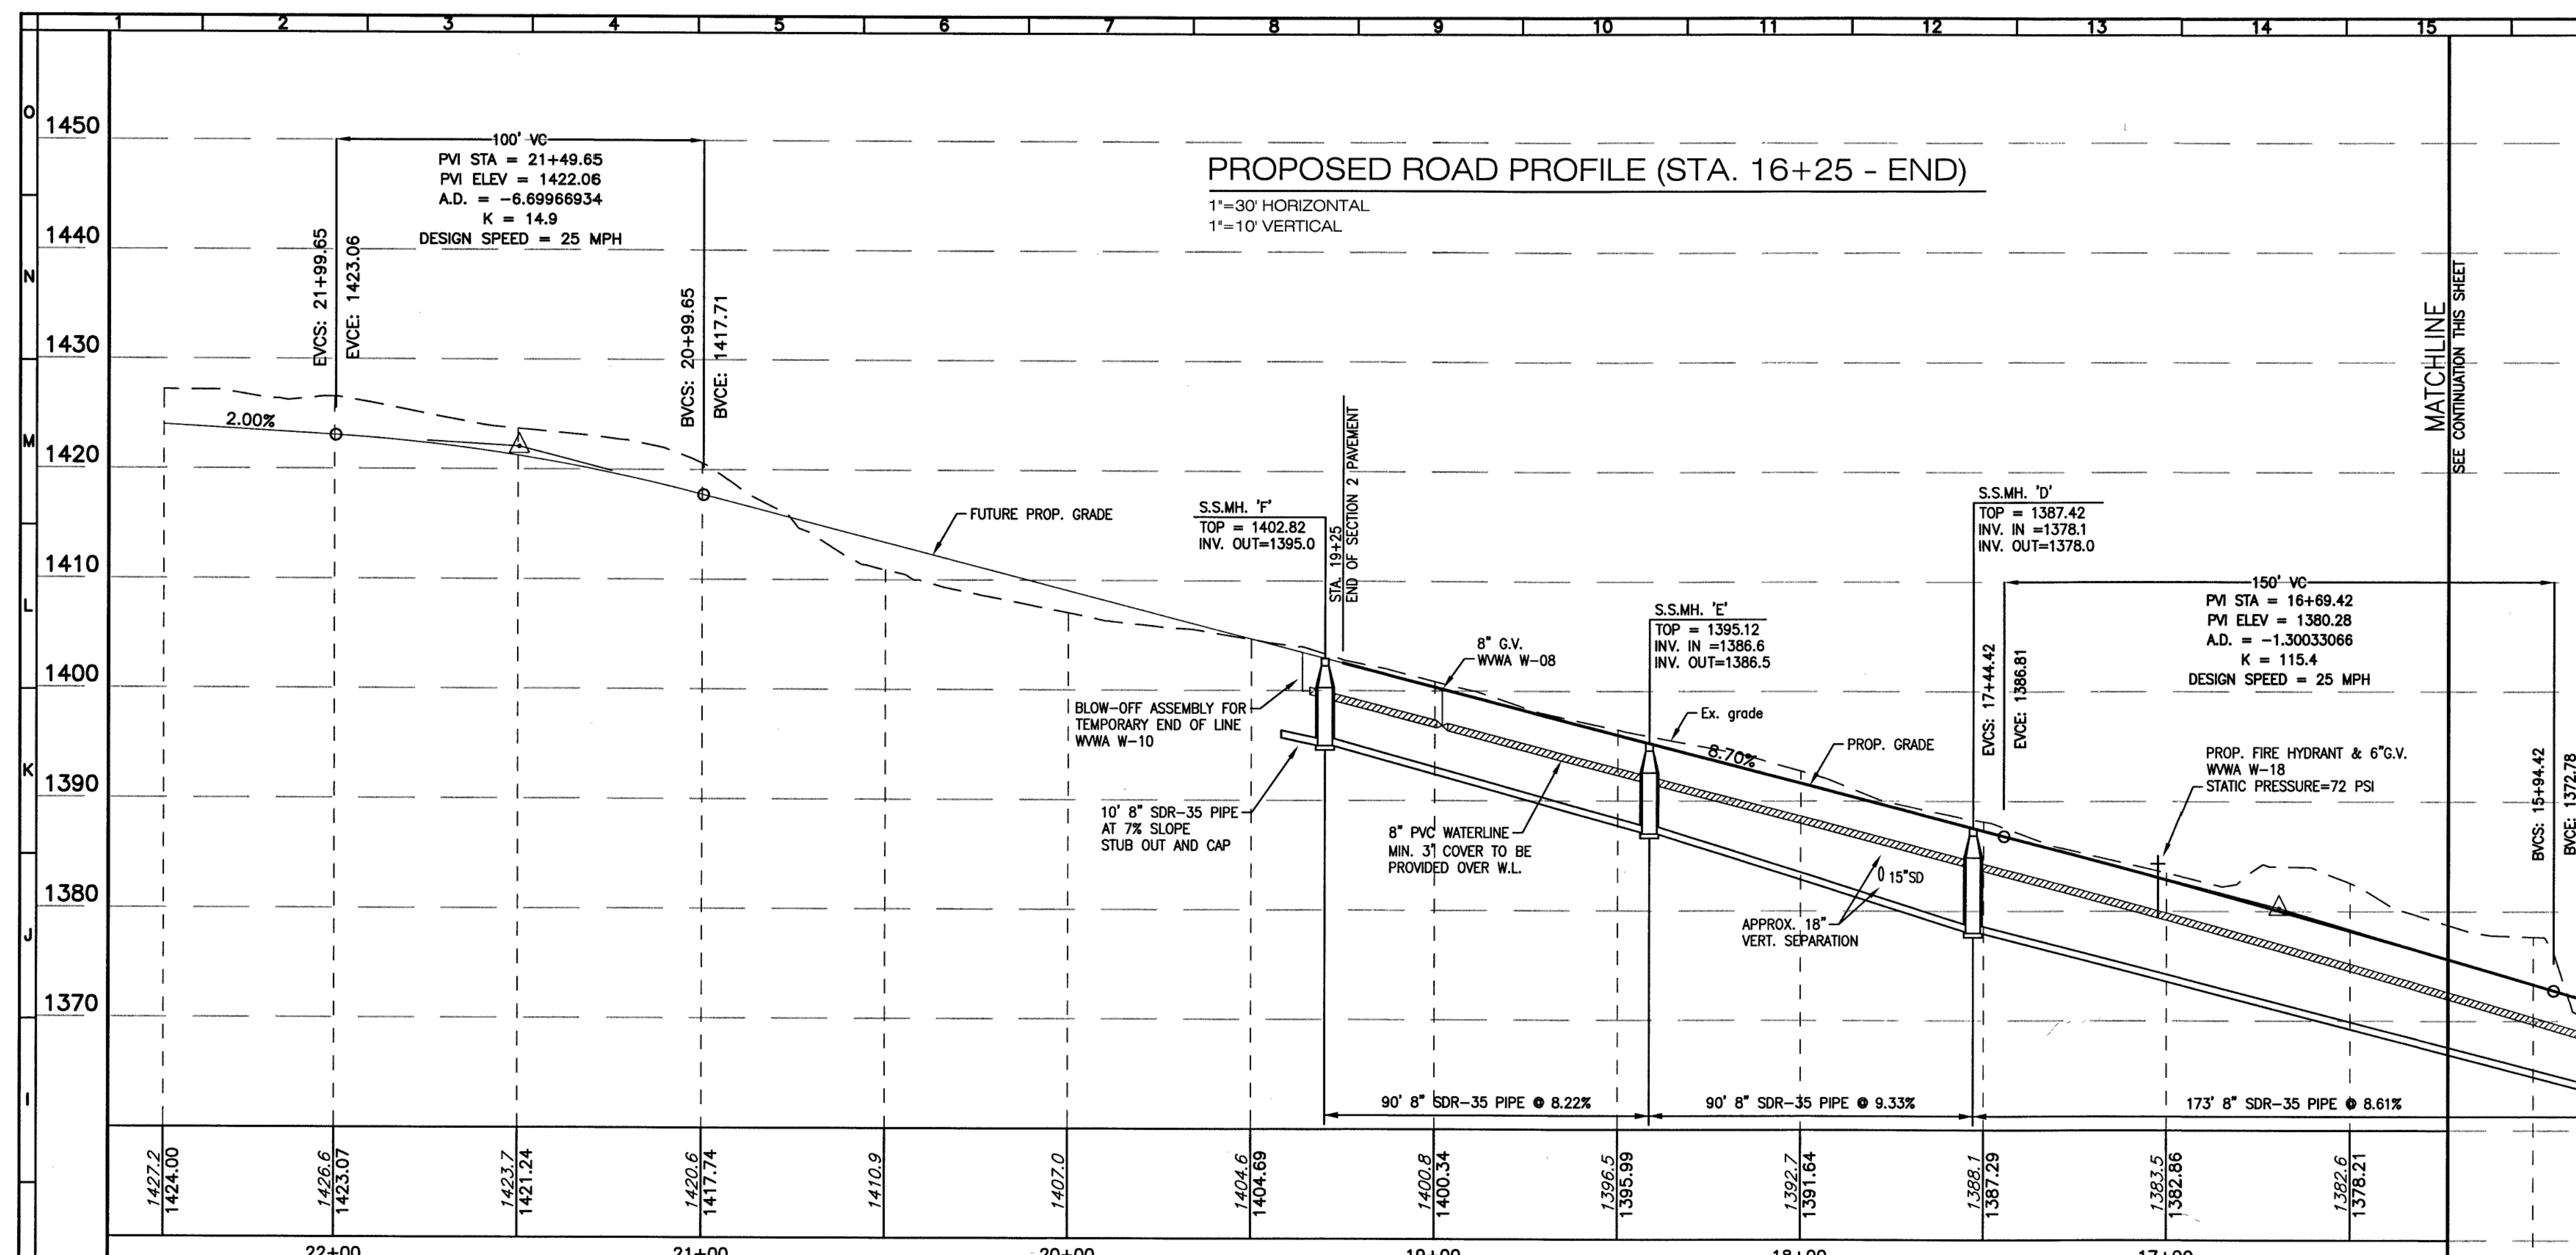 1 2 3 4 5 6 7 8 9 10 11 12 13 14 15
O
N
M
L
K
J
I
1450
1440
1430
1420
1410
1400
1390
1380
1370
100' VC
PVI STA = 21+49.65
PVI ELEV = 1422.06
A.D. = -6.69966934
K = 14.9
DESIGN SPEED = 25 MPH
EVCS: 21+99.65
EVCE: 1423.06
BVCS: 20+99.65
BVCE: 1417.71
PROPOSED ROAD PROFILE (STA. 16+25 - END)
1"=30' HORIZONTAL
1"=10' VERTICAL
MATCHLINE
SEE CONTINUATION THIS SHEET
2.00%
FUTURE PROP. GRADE
S.S.MH. 'F'
TOP = 1402.82
INV. OUT=1395.0
STA. 19+25
END OF SECTION 2 PAVEMENT
8" G.V.
WVWA W-08
S.S.MH. 'E'
TOP = 1395.12
INV. IN =1386.6
INV. OUT=1386.5
S.S.MH. 'D'
TOP = 1387.42
INV. IN =1378.1
INV. OUT=1378.0
150' VC
PVI STA = 16+69.42
PVI ELEV = 1380.28
A.D. = -1.30033066
K = 115.4
DESIGN SPEED = 25 MPH
EVCS: 17+44.42
EVCE: 1386.81
BVCS: 15+94.42
BVCE: 1372.78
BLOW-OFF ASSEMBLY FOR
TEMPORARY END OF LINE
WVWA W-10
Ex. grade
8.70%
PROP. GRADE
PROP. FIRE HYDRANT & 6"G.V.
WVWA W-18
STATIC PRESSURE=72 PSI
10' 8" SDR-35 PIPE
AT 7% SLOPE
STUB OUT AND CAP
8" PVC WATERLINE
MIN. 3' COVER TO BE
PROVIDED OVER W.L.
15"SD
APPROX. 18"
VERT. SEPARATION
90' 8" SDR-35 PIPE @ 8.22%
90' 8" SDR-35 PIPE @ 9.33%
173' 8" SDR-35 PIPE @ 8.61%
1427.2
1424.00
1426.6
1423.07
1423.7
1421.24
1420.6
1417.74
1410.9
1407.0
1404.6
1404.69
1400.8
1400.34
1396.5
1395.99
1392.7
1391.64
1388.1
1387.29
1383.5
1382.86
1382.6
1378.21
22+00 21+00 20+00 19+00 18+00 17+00